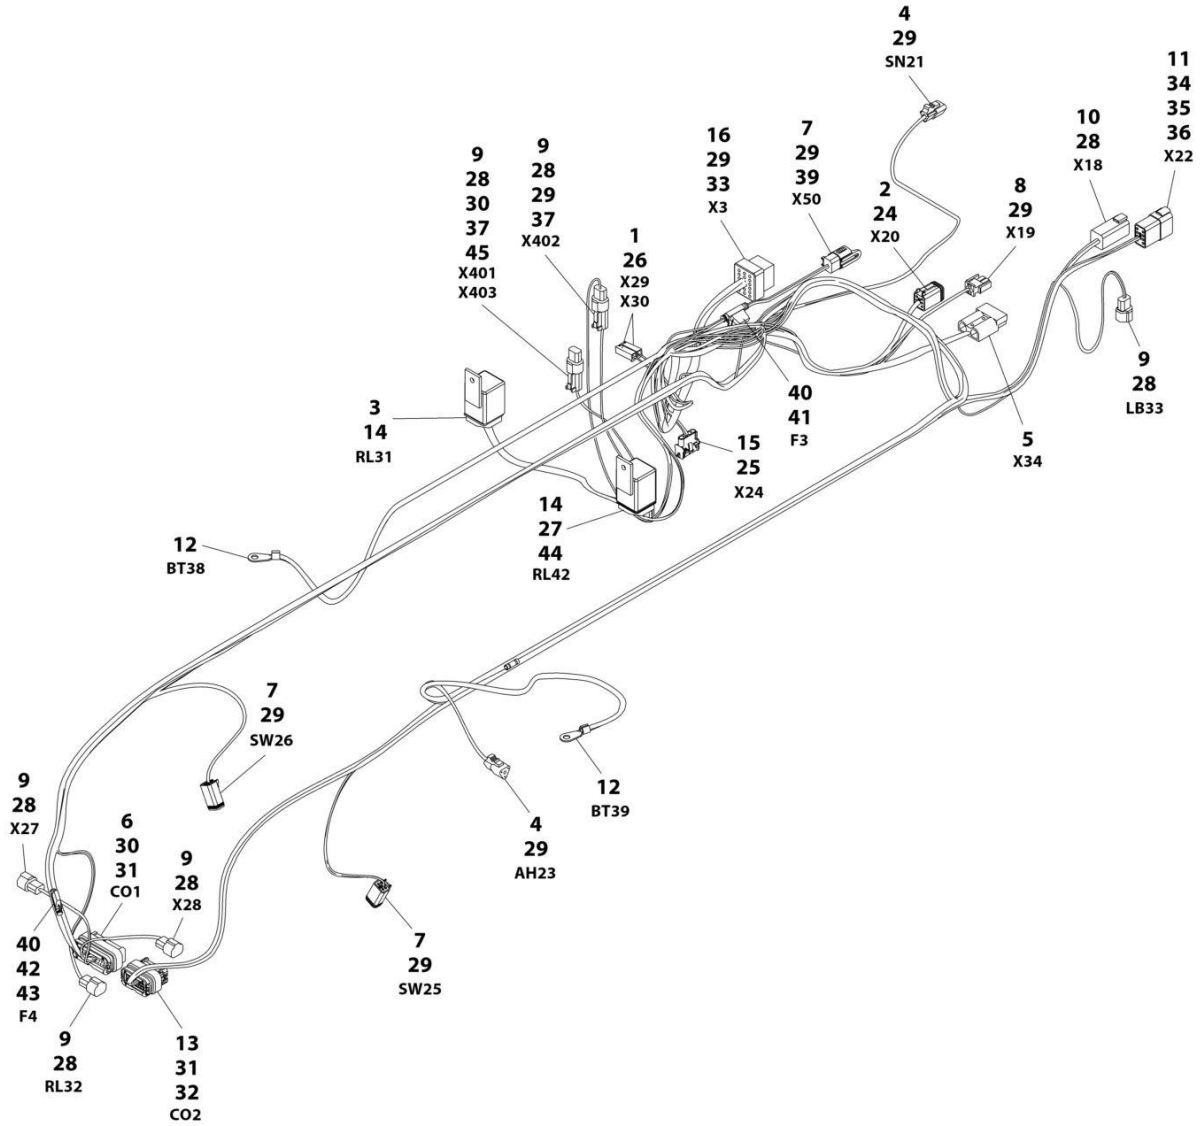 4
29
SN21
11
34
35
36
X22
10
28
X18
16
29
33
X3
7
29
39
X50
9
28
29
37
X402
9
28
30
37
45
X401
X403
2
24
X20
8
29
X19
1
26
X29
X30
9
28
LB33
3
14
RL31
40
41
F3
5
X34
15
25
X24
14
27
44
RL42
12
BT38
7
29
SW26
12
BT39
9
28
X27
6
30
31
CO1
4
29
AH23
9
28
X28
7
29
SW25
40
42
43
F4
9
28
RL32
13
31
32
CO2